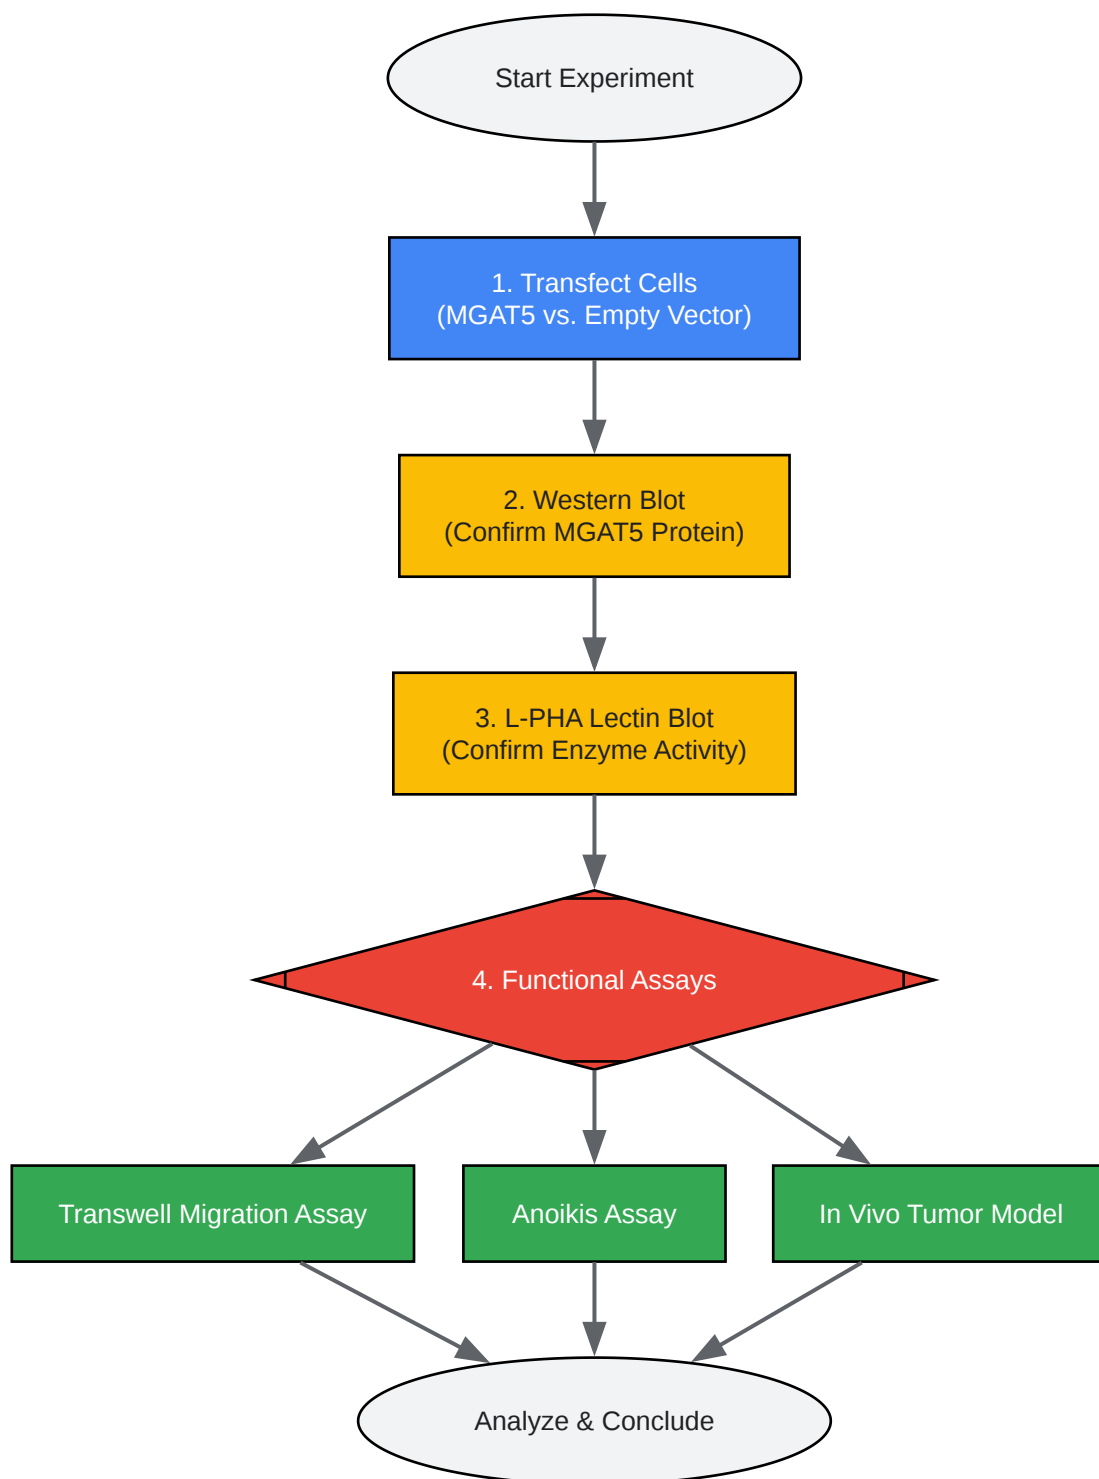 Start Experiment
1. Transfect Cells
(MGAT5 vs. Empty Vector)
2. Western Blot
(Confirm MGAT5 Protein)
3. L-PHA Lectin Blot
(Confirm Enzyme Activity)
4. Functional Assays
Transwell Migration Assay
Anoikis Assay
In Vivo Tumor Model
Analyze & Conclude